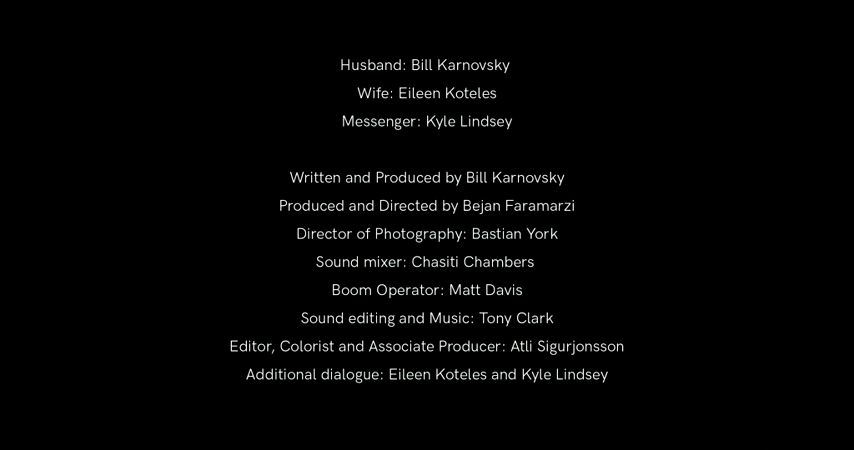 Husband: Bill Karnovsky
Wife: Eileen Koteles
Messenger: Kyle Lindsey
Written and Produced by Bill Karnovsky
Produced and Directed by Bejan Faramarzi
Director of Photography: Bastian York
Sound mixer: Chasiti Chambers
Boom Operator: Matt Davis
Sound editing and Music: Tony Clark
Editor, Colorist and Associate Producer: Atli Sigurjonsson
Additional dialogue: Eileen Koteles and Kyle Lindsey